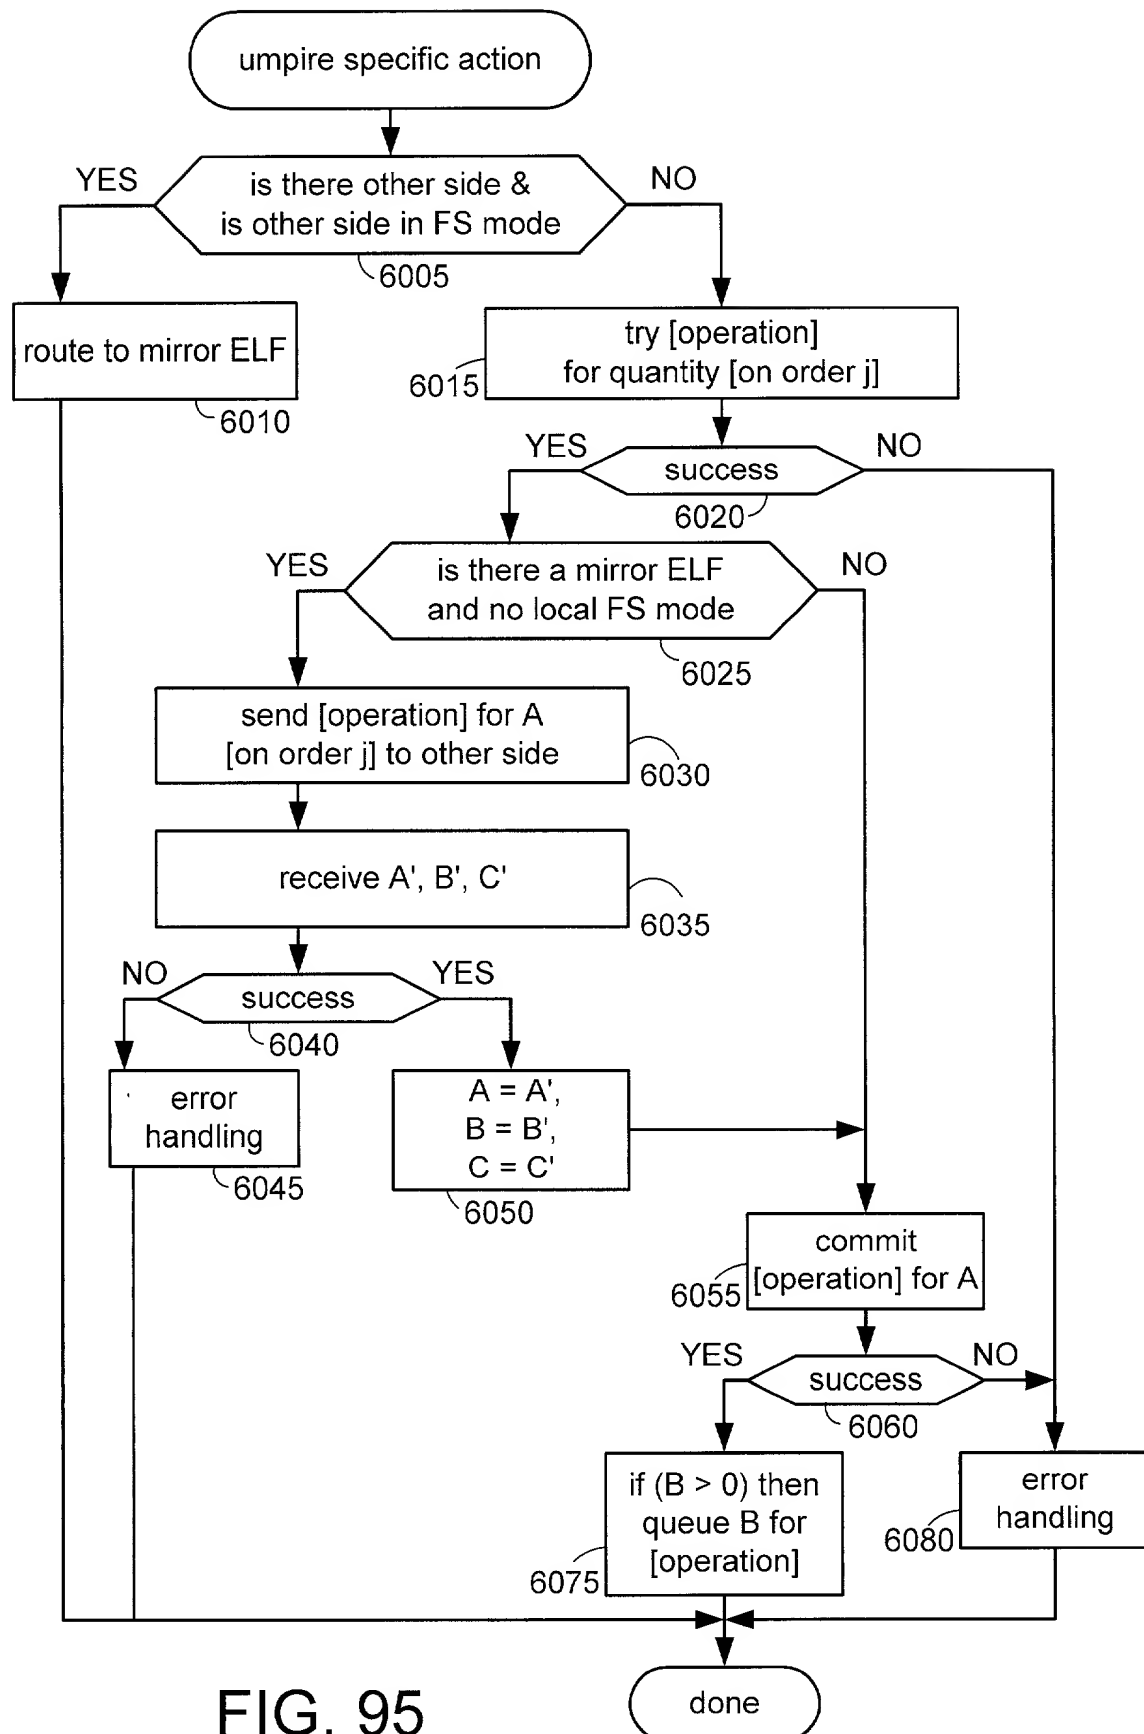 umpire specific action
YES
is there other side &
is other side in FS mode
NO
6005
route to mirror ELF
6010
try [operation]
for quantity [on order j]
6015
YES
success
NO
6020
YES
is there a mirror ELF
and no local FS mode
NO
6025
send [operation] for A
[on order j] to other side
6030
receive A', B', C'
6035
NO
success
YES
6040
error
handling
6045
A = A',
B = B',
C = C'
6050
commit
[operation] for A
6055
YES
success
NO
6060
if (B > 0) then
queue B for
[operation]
6075
error
handling
6080
done
FIG. 95